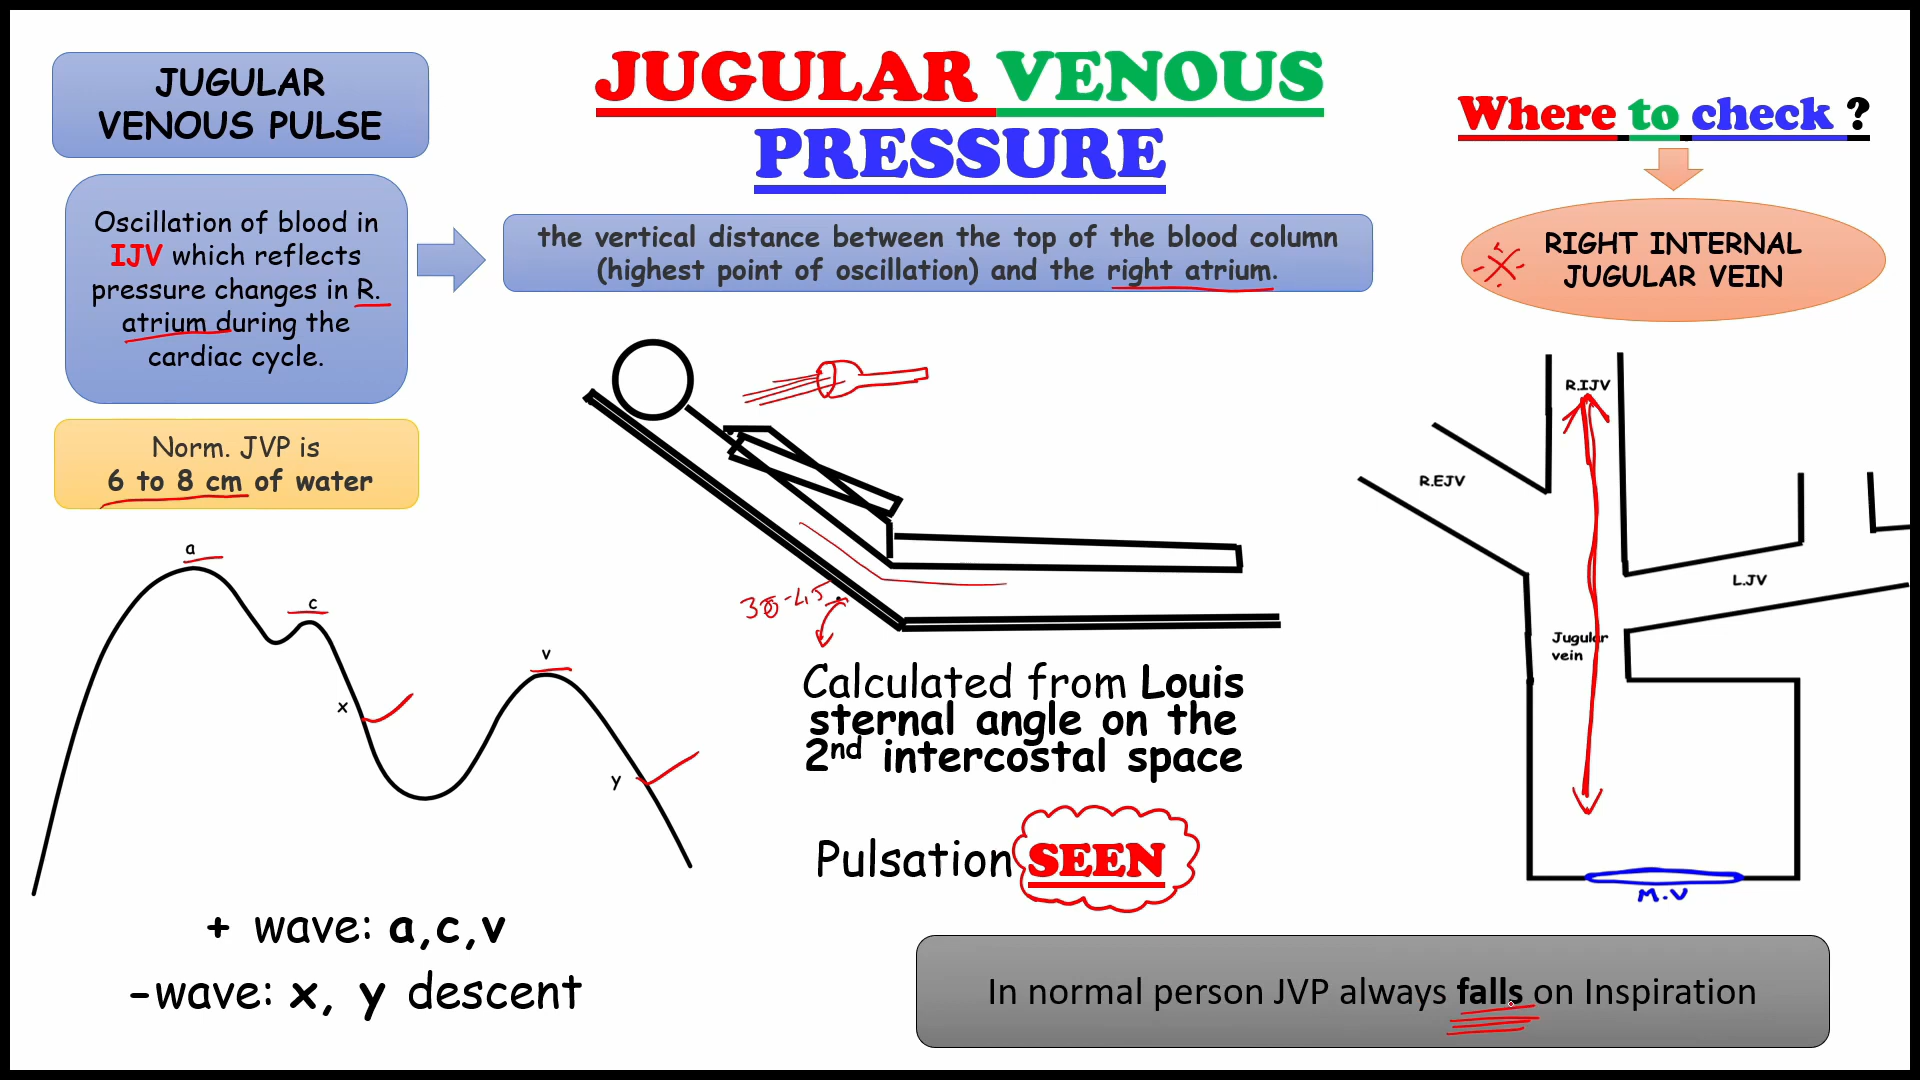 JUGULAR
VENOUS PULSE
Oscillation of blood in
IJV which reflects
pressure changes in R.
atrium during the
cardiac cycle.
Norm. JVP is
6 to 8 cm of water
a
c
x
v
y
+ wave: a,c,v
-wave: x, y descent
JUGULAR VENOUS
PRESSURE
the vertical distance between the top of the blood column
(highest point of oscillation) and the right atrium.
30-45
Calculated from Louis
sternal angle on the
2nd intercostal space
Pulsation SEEN
Where to check ?
RIGHT INTERNAL
JUGULAR VEIN
R.IJV
R.EJV
L.JV
Jugular
vein
M.V
In normal person JVP always falls on Inspiration